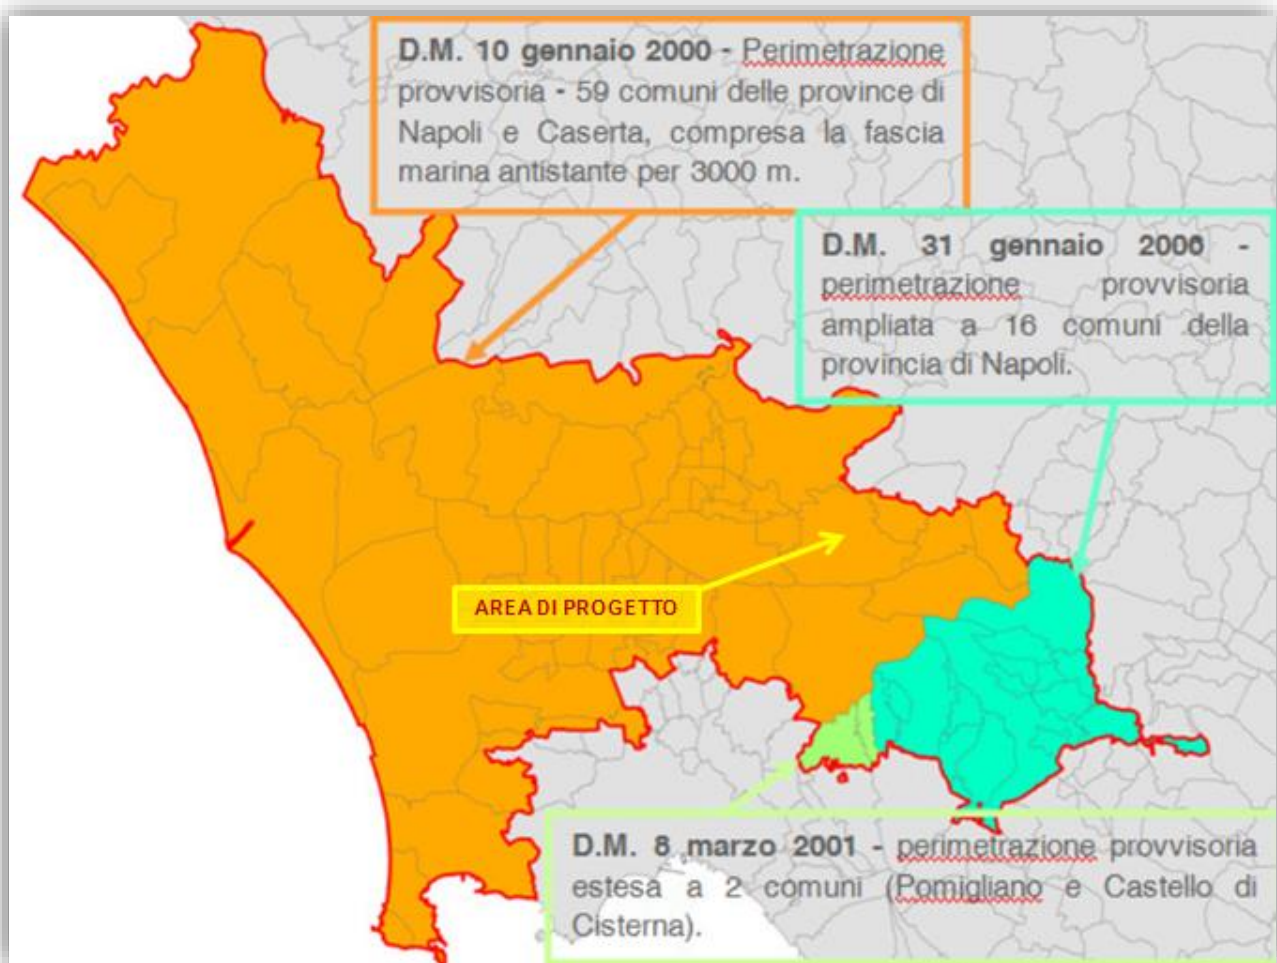 D.M. 10 gennaio 2000 - Perimetrazione
provvisoria - 59 comuni delle province di
Napoli e Caserta, compresa la fascia
marina antistante per 3000 m.
D.M. 31 gennaio 2006 -
perimetrazione provvisoria
ampliata a 16 comuni della
provincia di Napoli.
AREA DI PROGETTO
D.M. 8 marzo 2001 - perimetrazione provvisoria
estesa a 2 comuni (Pomigliano e Castello di
Cisterna).